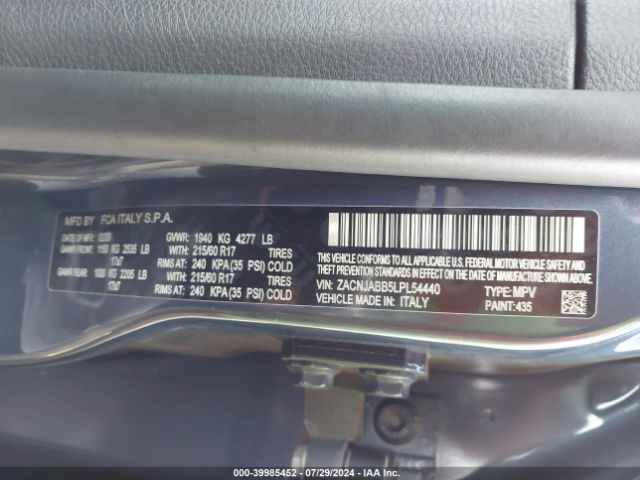 MFD BY FCA ITALY S.P.A.
DATE OF MFR
GVWR: 1940 KG 4277 LB
GAWR FRONT 1150 KG 2535 LB WITH: 215/60 R17 TIRES
RIMS AT: 240 KPA(35 PSI) COLD
GAWR REAR 1000 KG 2205 LB WITH: 215/60 R17 TIRES
RIMS AT: 240 KPA(35 PSI) COLD
THIS VEHICLE CONFORMS TO ALL APPLICABLE U.S. FEDERAL MOTOR VEHICLE SAFETY
AND THEFT PREVENTION STANDARDS IN EFFECT ON THE DATE OF MANUFACTURE SHOWN ABOVE.
VIN: ZACNJABB5LPL54440 TYPE: MPV
VEHICLE MADE IN: ITALY PAINT: 435
000-39985452 - 07/29/2024 - IAA Inc.